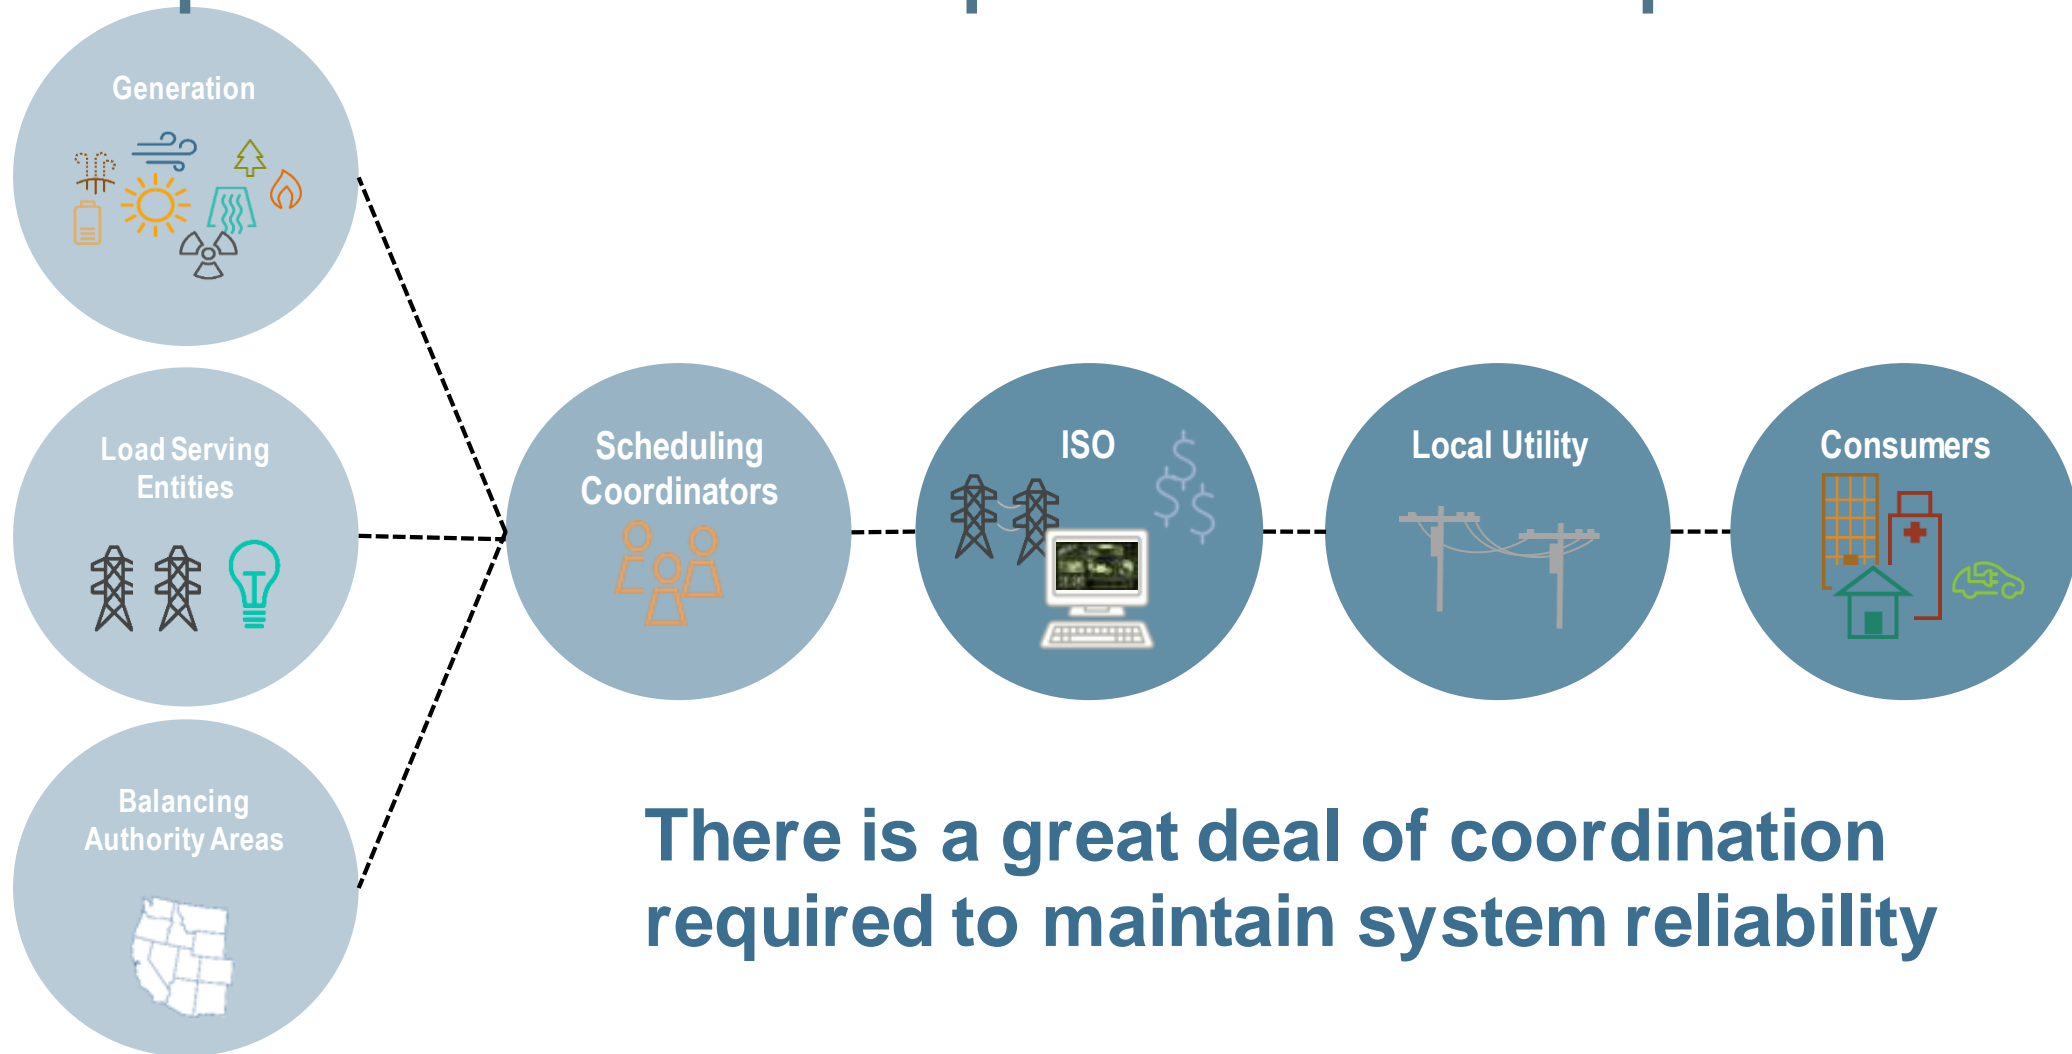 Generation
Load Serving
Entities
Balancing
Authority Areas
Scheduling
Coordinators
ISO
Local Utility
Consumers
There is a great deal of coordination
required to maintain system reliability